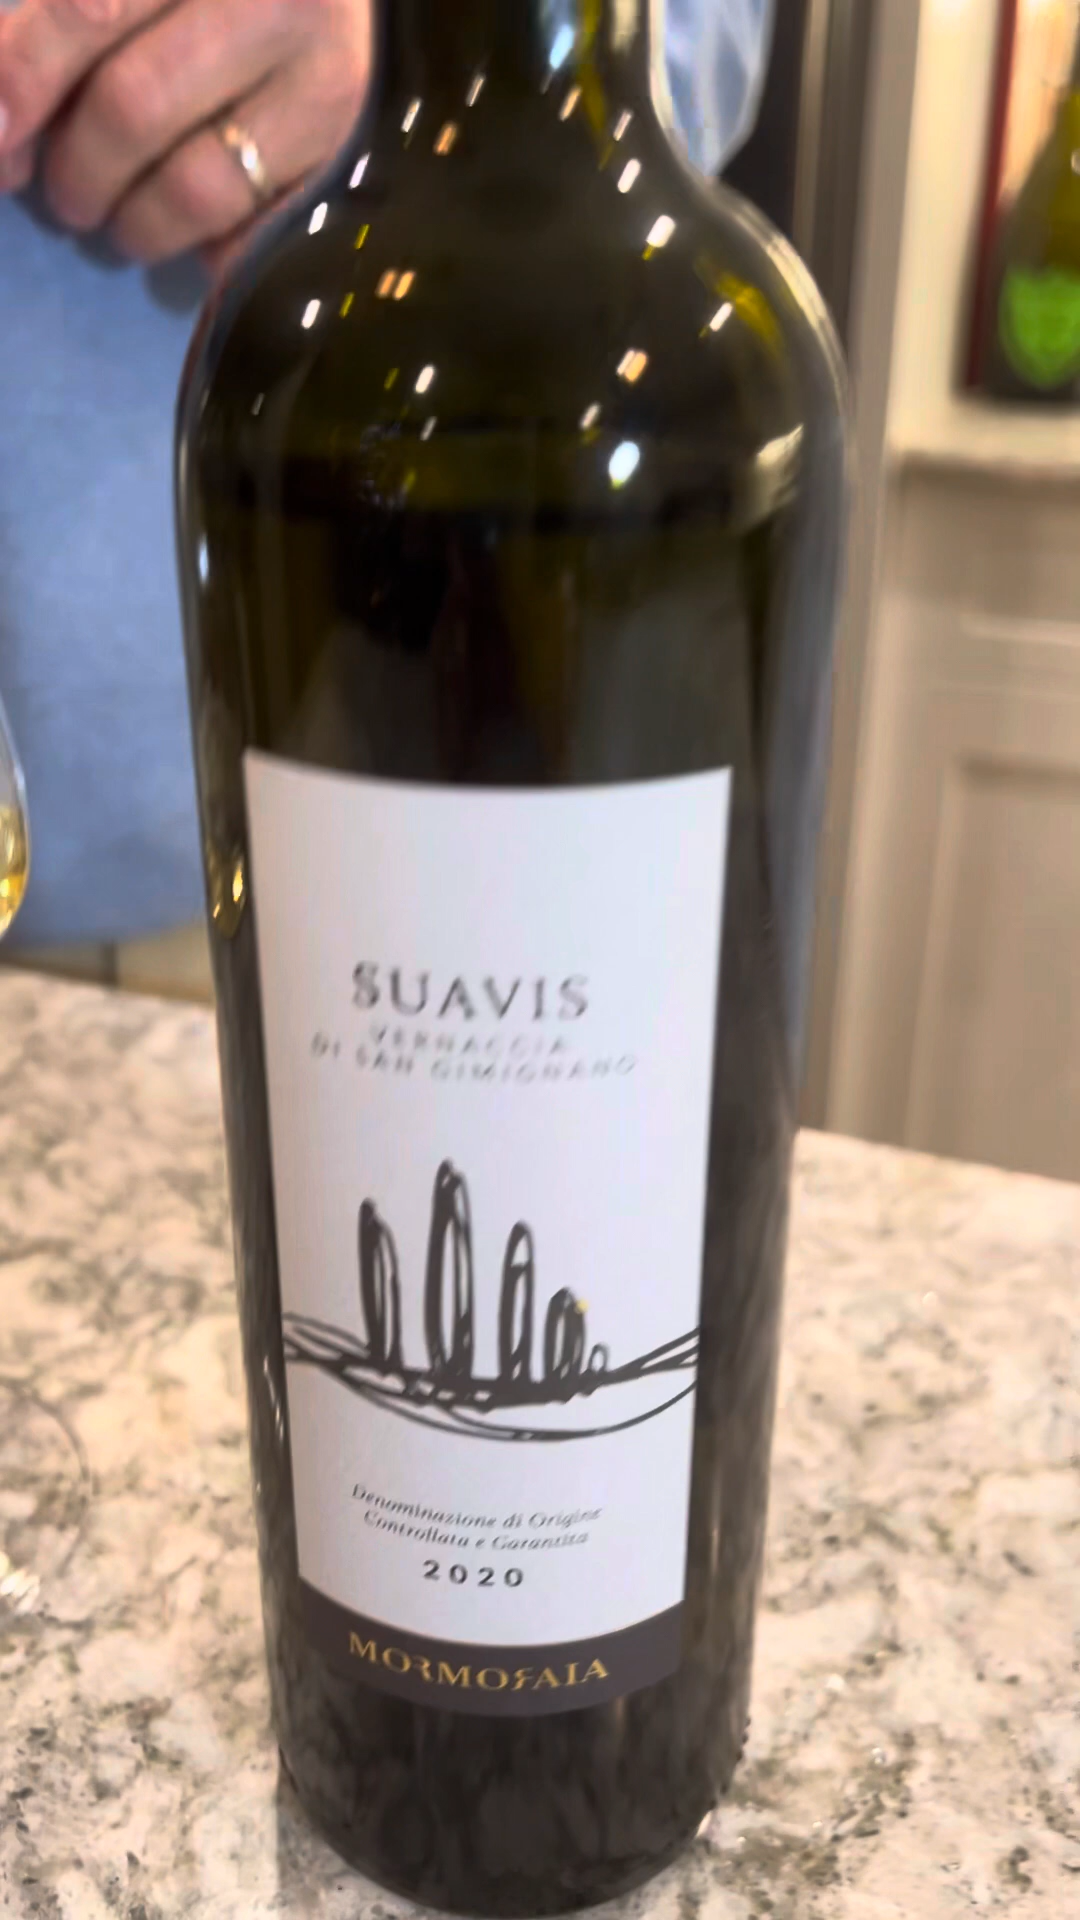 SUAVIS
VERNACCIA
DI SAN GIMIGNANO
Denominazione di Origine
Controllata e Garantita
2020
MORMORAIA